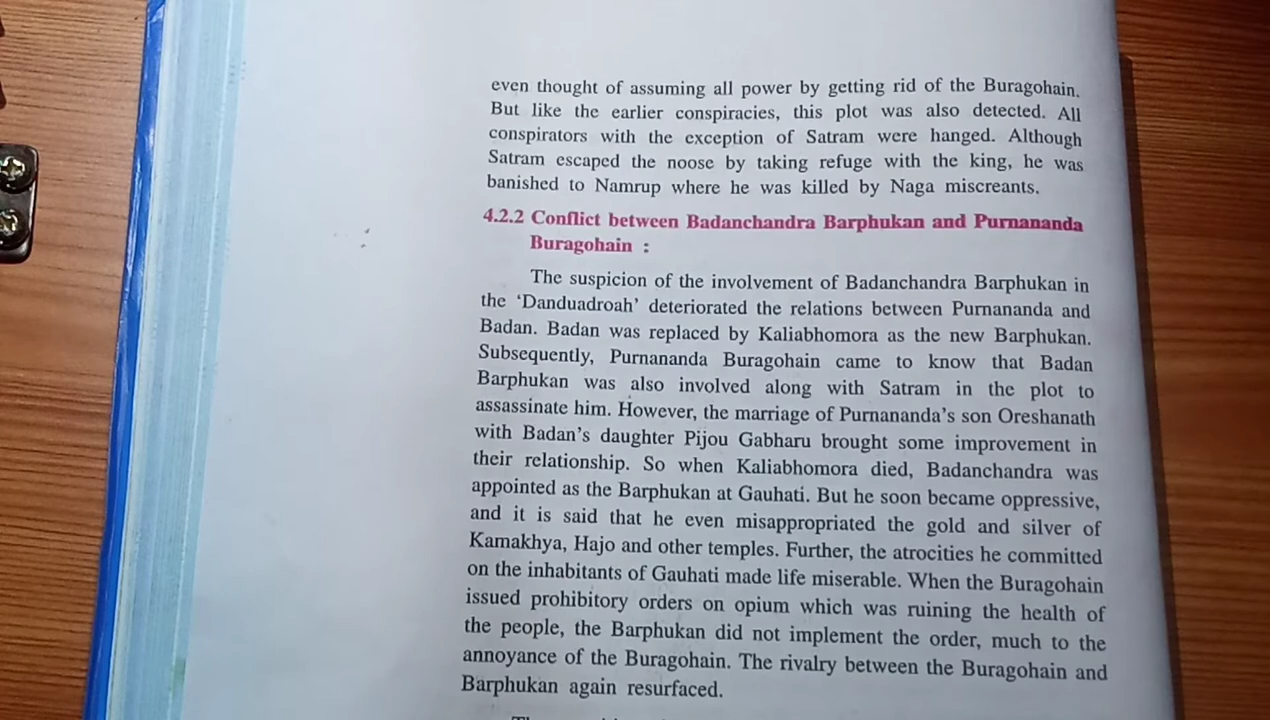 even thought of assuming all power by getting rid of the Buragohain.
But like the earlier conspiracies, this plot was also detected. All
conspirators with the exception of Satram were hanged. Although
Satram escaped the noose by taking refuge with the king, he was
banished to Namrup where he was killed by Naga miscreants.
4.2.2 Conflict between Badanchandra Barphukan and Purnananda
Buragohain :
The suspicion of the involvement of Badanchandra Barphukan in
the ‘Danduadroah’ deteriorated the relations between Purnananda and
Badan. Badan was replaced by Kaliabhomora as the new Barphukan.
Subsequently, Purnananda Buragohain came to know that Badan
Barphukan was also involved along with Satram in the plot to
assassinate him. However, the marriage of Purnananda’s son Oreshanath
with Badan’s daughter Pijou Gabharu brought some improvement in
their relationship. So when Kaliabhomora died, Badanchandra was
appointed as the Barphukan at Gauhati. But he soon became oppressive,
and it is said that he even misappropriated the gold and silver of
Kamakhya, Hajo and other temples. Further, the atrocities he committed
on the inhabitants of Gauhati made life miserable. When the Buragohain
issued prohibitory orders on opium which was ruining the health of
the people, the Barphukan did not implement the order, much to the
annoyance of the Buragohain. The rivalry between the Buragohain and
Barphukan again resurfaced.